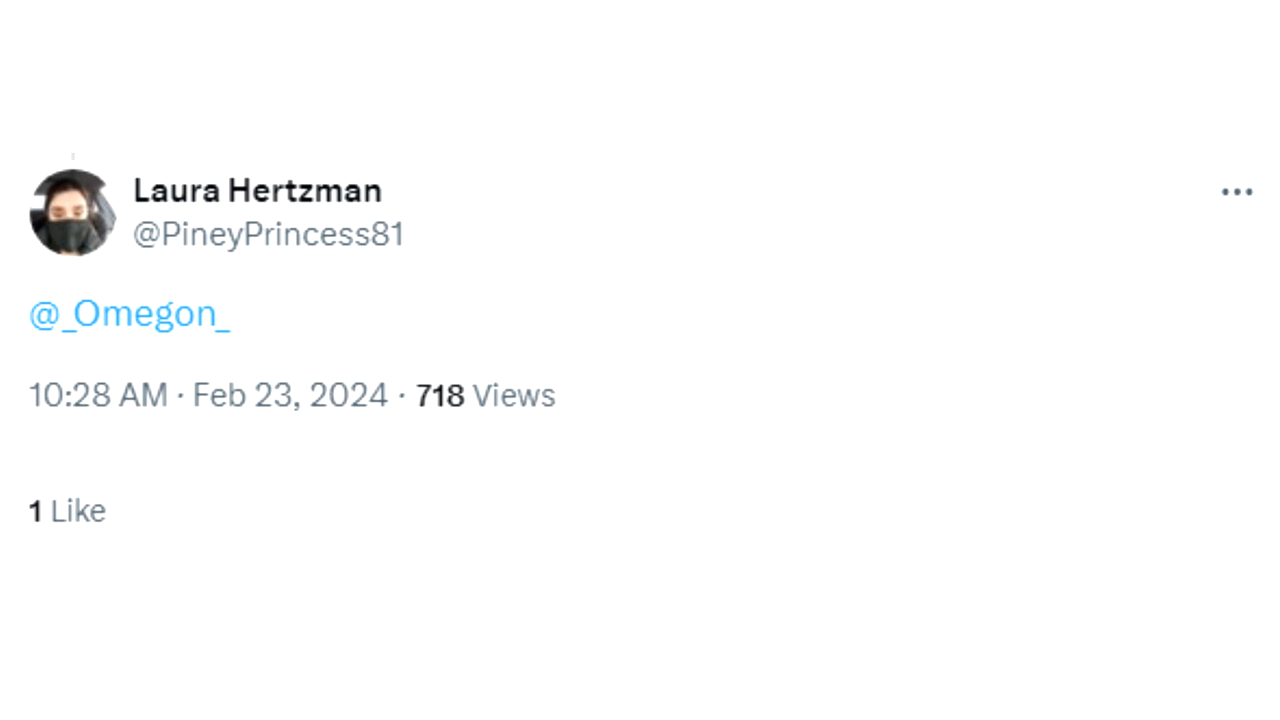 Laura Hertzman
@PineyPrincess81
@_Omegon_
10:28 AM · Feb 23, 2024 · 718 Views
1 Like